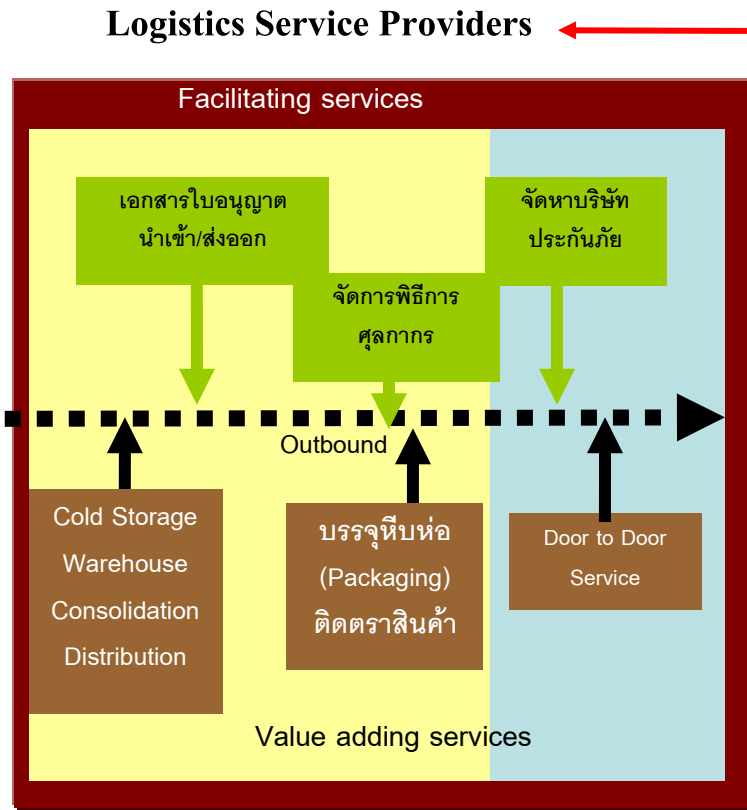 Logistics Service Providers
Facilitating services
เอกสารใบอนุญาต
นำเข้า/ส่งออก
จัดหาบริษัท
ประกันภัย
จัดการพิธีการ
ศุลกากร
Outbound
Cold Storage
Warehouse
Consolidation
Distribution
บรรจุหีบห่อ
(Packaging)
ติดตราสินค้า
Door to Door
Service
Value adding services